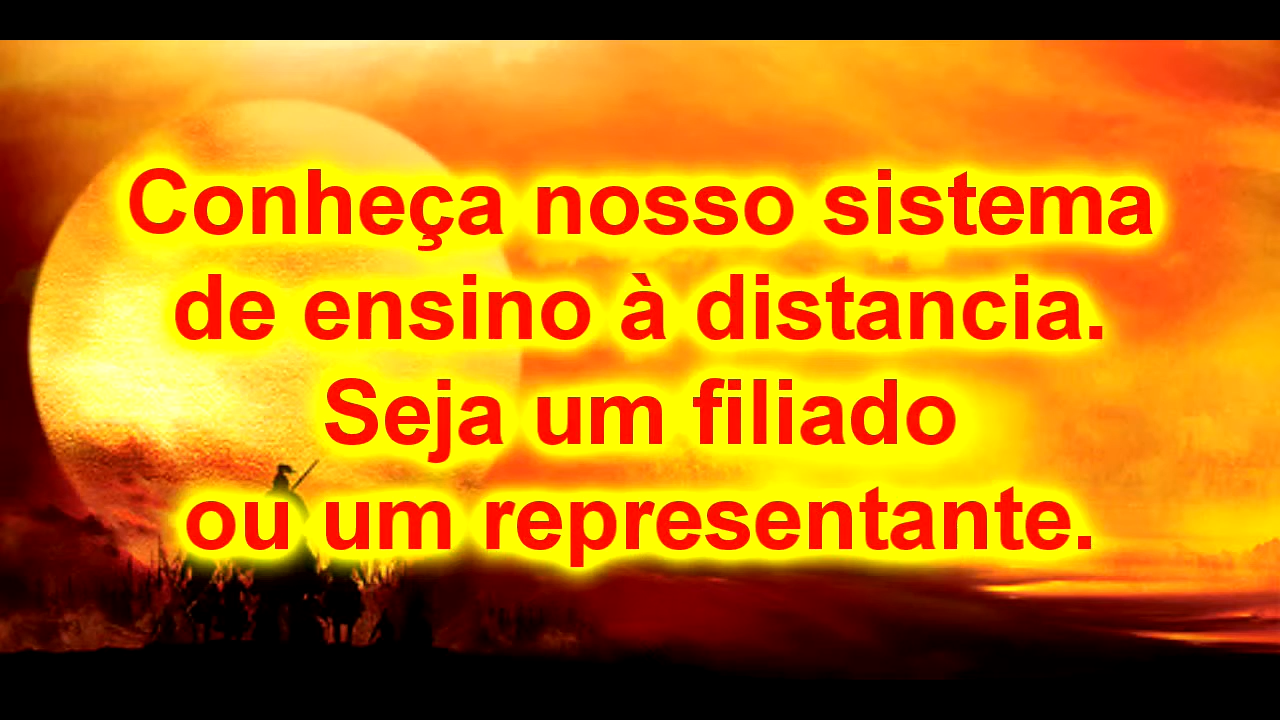 Conheça nosso sistema
de ensino à distancia.
Seja um filiado
ou um representante.